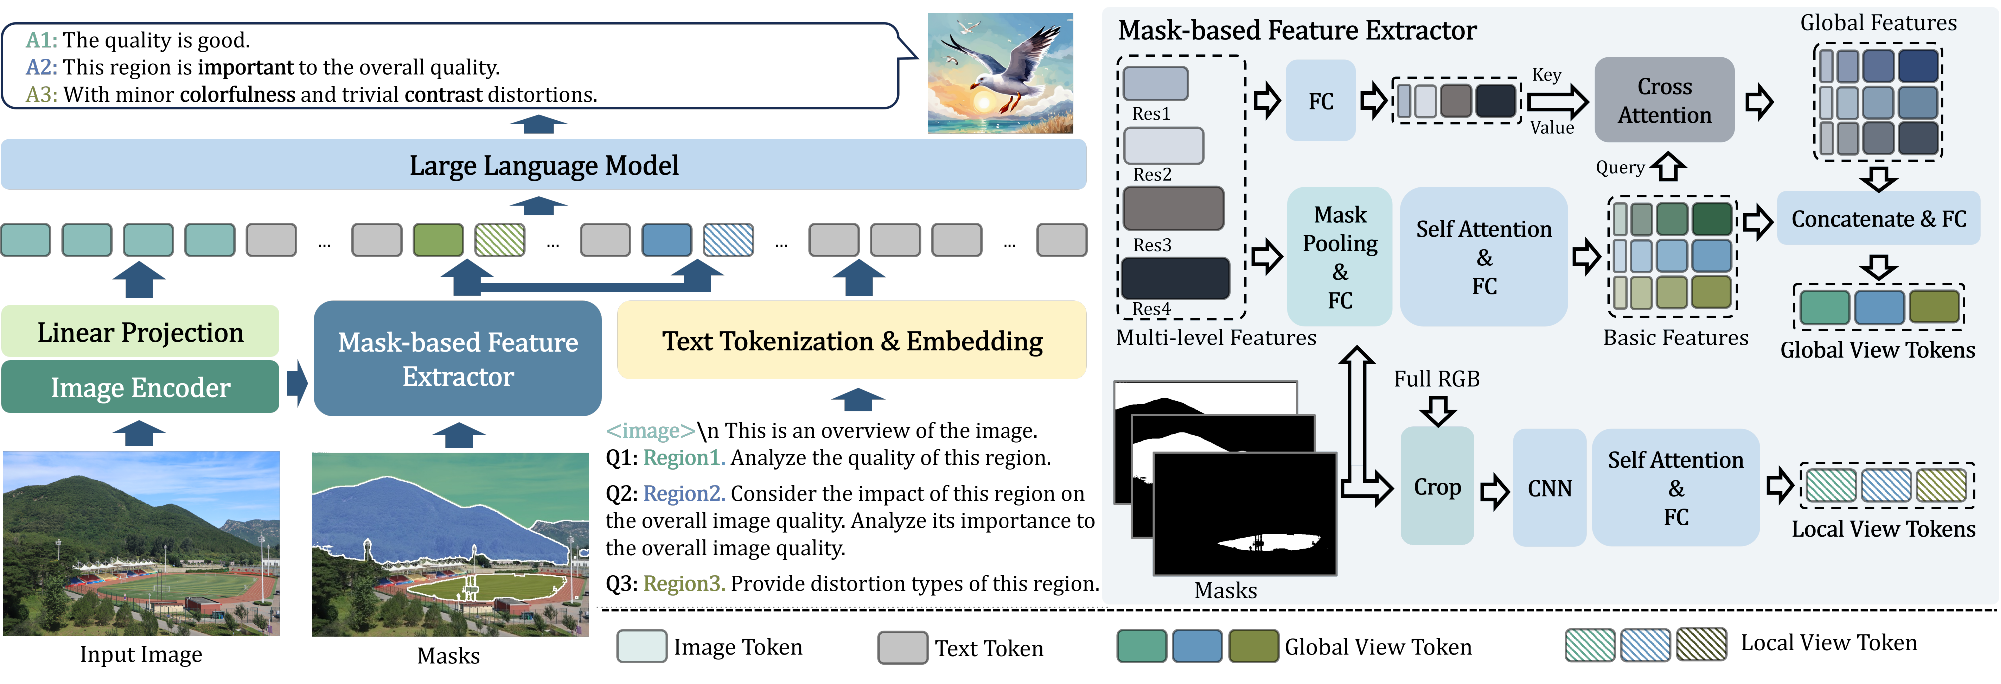 A1: The quality is good.
A2: This region is important to the overall quality.
A3: With minor colorfulness and trivial contrast distortions.
Large Language Model
... ... ... ...
Linear Projection
Image Encoder
Mask-based Feature
Extractor
Text Tokenization & Embedding
<image>\n This is an overview of the image.
Q1: Region1. Analyze the quality of this region.
Q2: Region2. Consider the impact of this region on
the overall image quality. Analyze its importance to
the overall image quality.
Q3: Region3. Provide distortion types of this region.
Input Image
Masks
Mask-based Feature Extractor
Res1
Res2
Res3
Res4
Multi-level Features
FC
Key
Value
Cross
Attention
Global Features
Query
Mask
Pooling
&
FC
Self Attention
&
FC
Basic Features
Concatenate & FC
Global View Tokens
Full RGB
Masks
Crop
CNN
Self Attention
&
FC
Local View Tokens
Image Token
Text Token
Global View Token
Local View Token